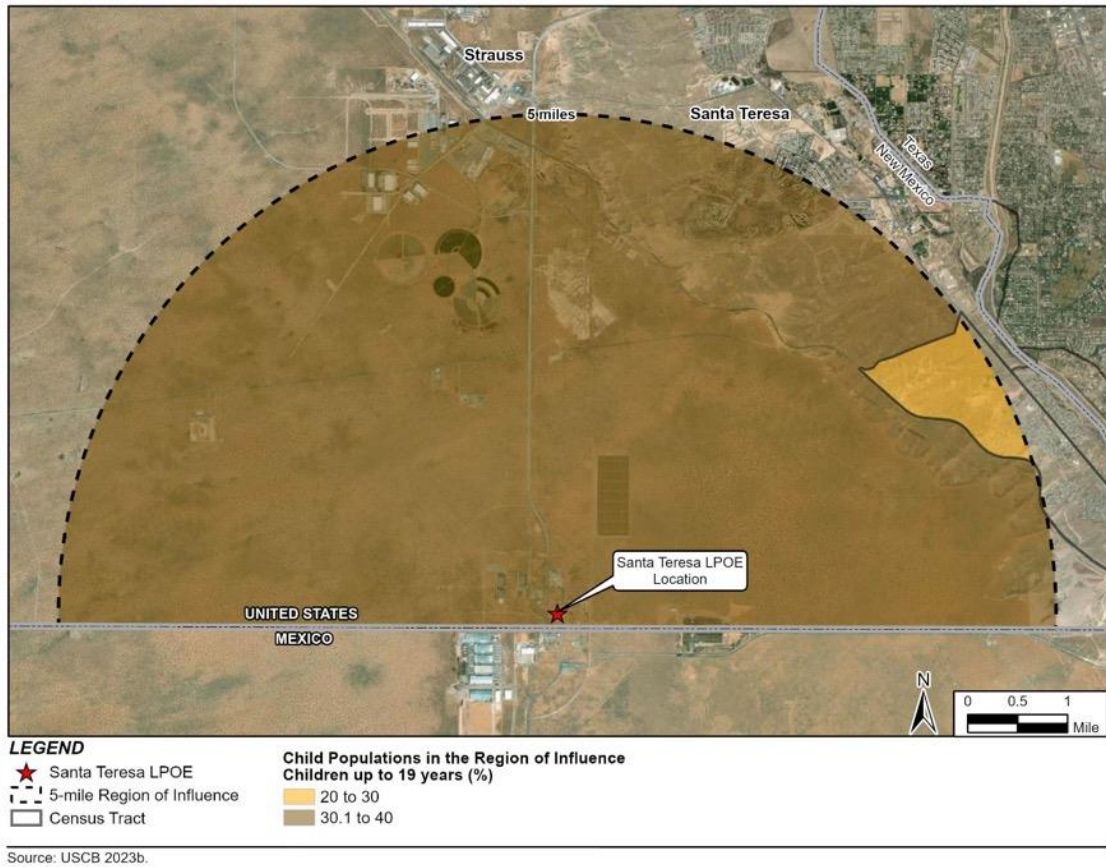 Strauss
5 miles
Santa Teresa
Texas
New Mexico
Santa Teresa LPOE
Location
UNITED STATES
MEXICO
N
0 0.5 1
Mile
LEGEND
Santa Teresa LPOE
5-mile Region of Influence
Census Tract
Child Populations in the Region of Influence
Children up to 19 years (%)
20 to 30
30.1 to 40
Source: USCB 2023b.